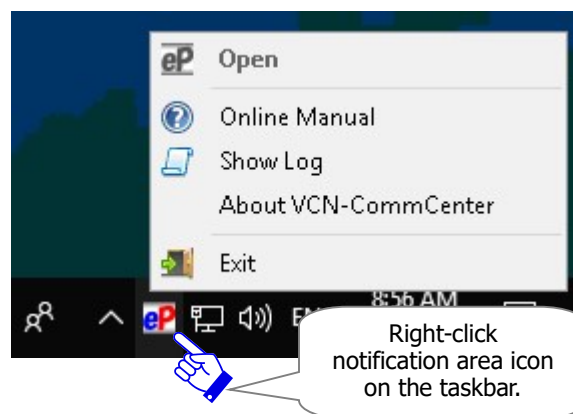 eP Open
Online Manual
Show Log
About VCN-CommCenter
Exit
eP
8:56 AM
Right-click
notification area icon
on the taskbar.